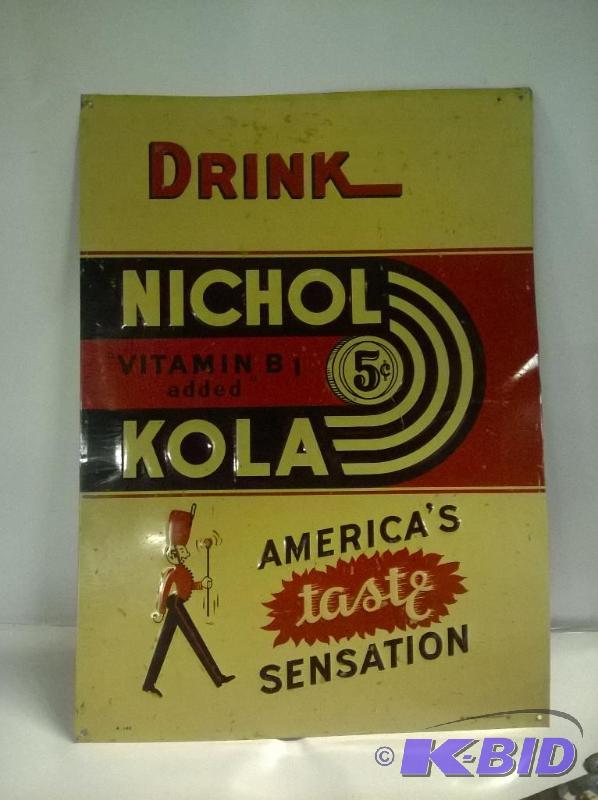 DRINK
NICHOL
"VITAMIN B1
added"
5¢
KOLA
AMERICA'S
taste
SENSATION
© K-BID